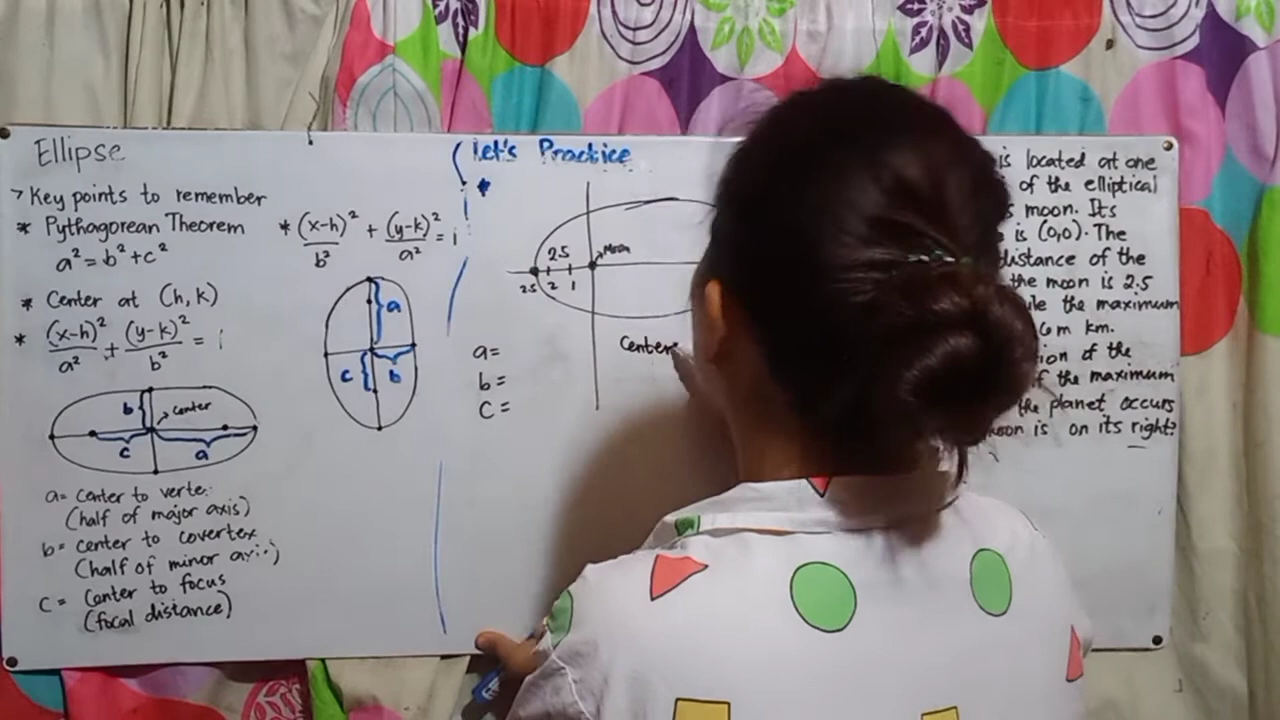 Ellipse
> Key points to remember
* Pythagorean Theorem
a² = b² + c²
* Center at (h, k)
* (x-h)²/a² + (y-k)²/b² = 1
b
Center
c
a
a = Center to verte
(half of major axis)
b = center to covertex
(half of minor axis)
c = Center to focus
(focal distance)
* (x-h)²/b² + (y-k)²/a² = 1
a
c
b
Let's Practice
*
2.5
Moon
2.5 2 1
Center
a =
b =
c =
is located at one
of the elliptical
moon. Its
is (0,0). The
distance of the
the moon is 2.5
the maximum
6 m km.
ion of the
the maximum
the planet occurs
is on its right?